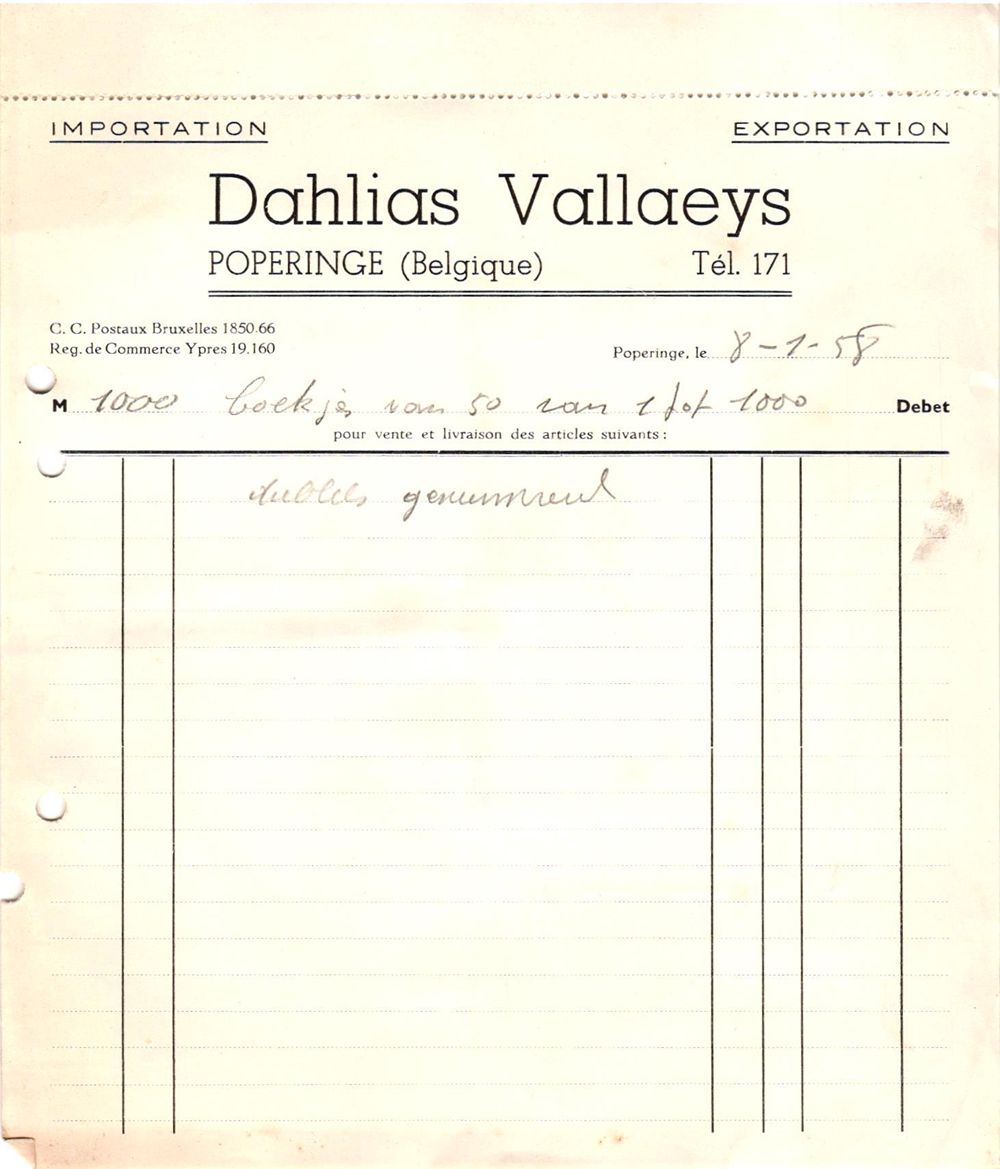 IMPORTATION EXPORTATION
Dahlias Vallaeys
POPERINGE (Belgique) Tél. 171
C. C. Postaux Bruxelles 1850.66
Reg. de Commerce Ypres 19.160
Poperinge, le 8-1-58
M 1000 boekjes van 50 van 1 tot 1000 Debet
pour vente et livraison des articles suivants :
dubbels genummerd